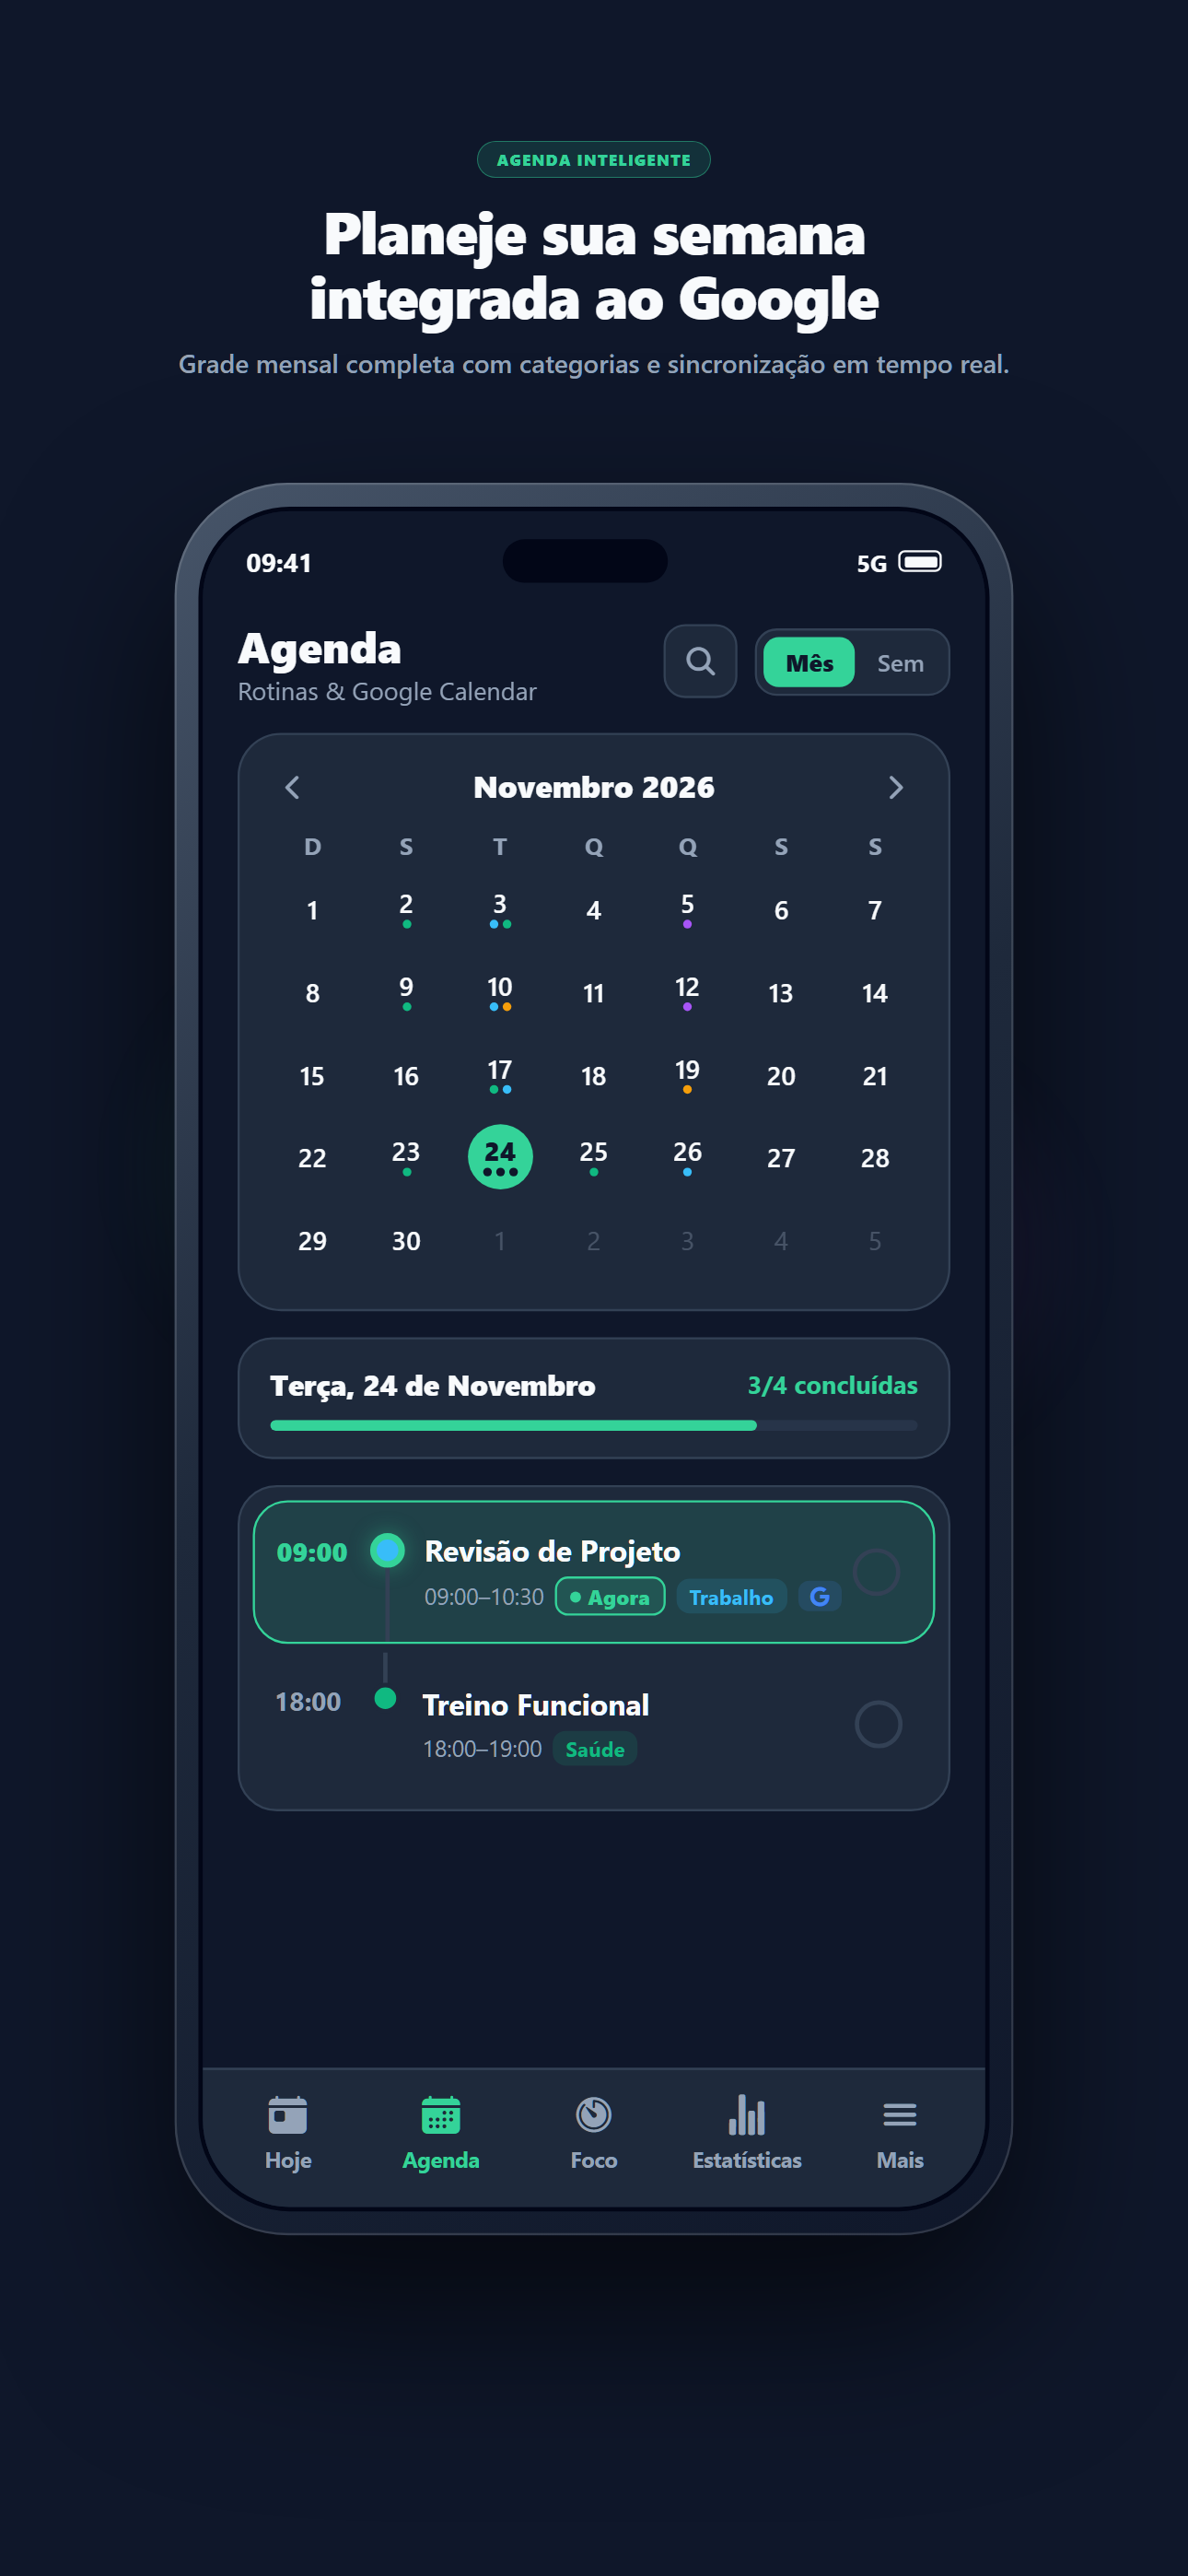 AGENDA INTELIGENTE
Planeje sua semana
integrada ao Google
Grade mensal completa com categorias e sincronização em tempo real.
09:41 5G
Agenda
Rotinas & Google Calendar
Mês Sem
Novembro 2026
D S T Q Q S S
1 2 3 4 5 6 7
8 9 10 11 12 13 14
15 16 17 18 19 20 21
22 23 24 25 26 27 28
29 30 1 2 3 4 5
Terça, 24 de Novembro 3/4 concluídas
09:00 Revisão de Projeto
09:00–10:30 Agora Trabalho G
18:00 Treino Funcional
18:00–19:00 Saúde
Hoje Agenda Foco Estatísticas Mais